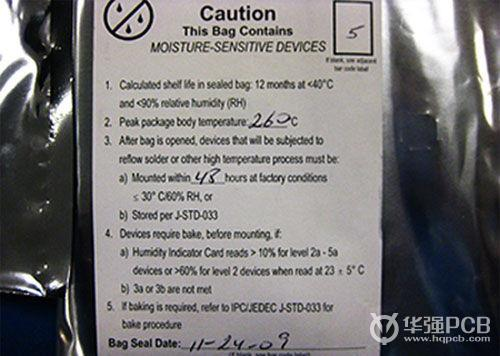 Caution
This Bag Contains
MOISTURE-SENSITIVE DEVICES
5
If blank, see adjacent
bar code label
1. Calculated shelf life in sealed bag: 12 months at <40°C
and <90% relative humidity (RH)
2. Peak package body temperature: 260 °C
3. After bag is opened, devices that will be subjected to
reflow solder or other high temperature process must be:
a) Mounted within 48 hours at factory conditions
≤ 30° C/60% RH, or
b) Stored per J-STD-033
4. Devices require bake, before mounting, if:
a) Humidity Indicator Card reads > 10% for level 2a - 5a
devices or >60% for level 2 devices when read at 23 ± 5° C
b) 3a or 3b are not met
5. If baking is required, refer to IPC/JEDEC J-STD-033 for
bake procedure
Bag Seal Date: 11-24-09
If blank, see
华强PCB
www.hqpcb.com